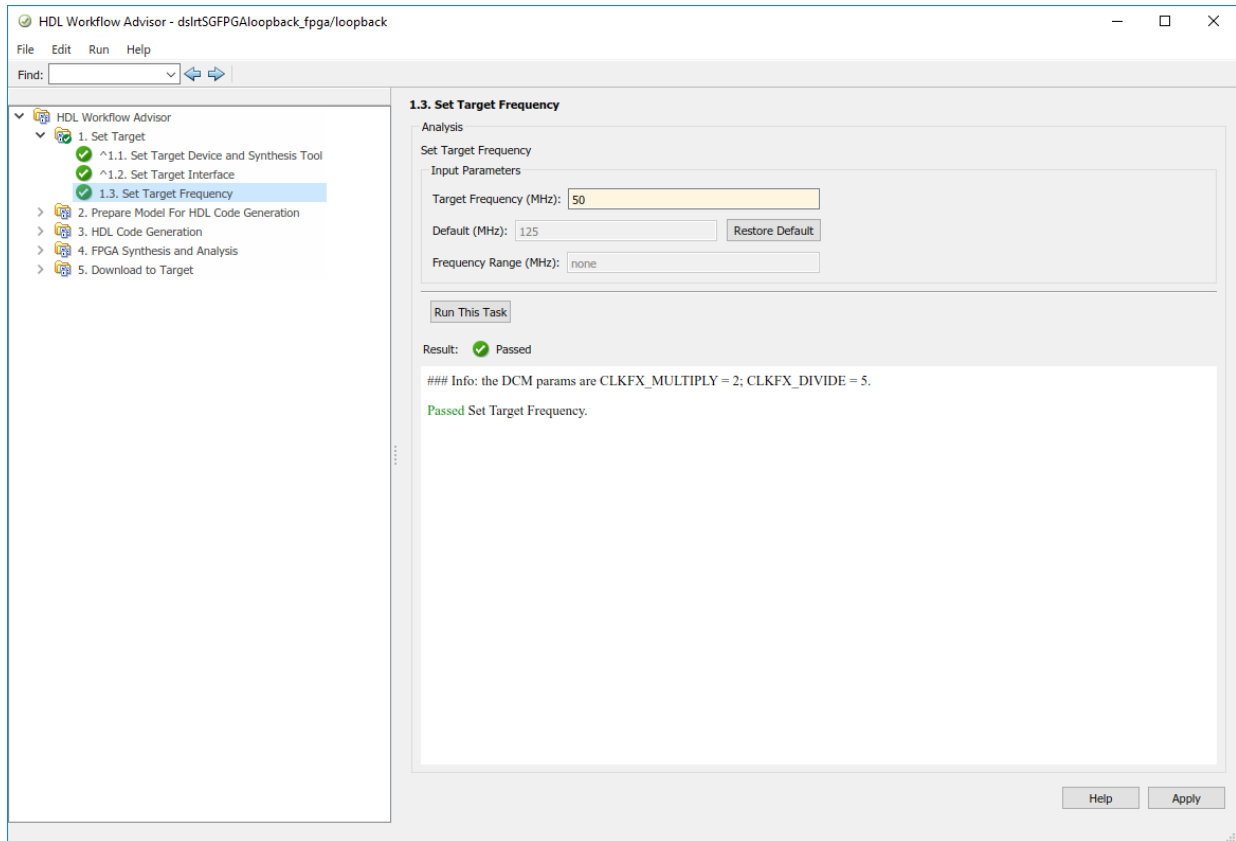 HDL Workflow Advisor - dslrtSGFPGAloopback_fpga/loopback
File Edit Run Help
Find:
HDL Workflow Advisor
1. Set Target
^1.1. Set Target Device and Synthesis Tool
^1.2. Set Target Interface
1.3. Set Target Frequency
2. Prepare Model For HDL Code Generation
3. HDL Code Generation
4. FPGA Synthesis and Analysis
5. Download to Target
1.3. Set Target Frequency
Analysis
Set Target Frequency
Input Parameters
Target Frequency (MHz): 50
Default (MHz): 125 Restore Default
Frequency Range (MHz): none
Run This Task
Result: Passed
### Info: the DCM params are CLKFX_MULTIPLY = 2; CLKFX_DIVIDE = 5.
Passed Set Target Frequency.
Help Apply